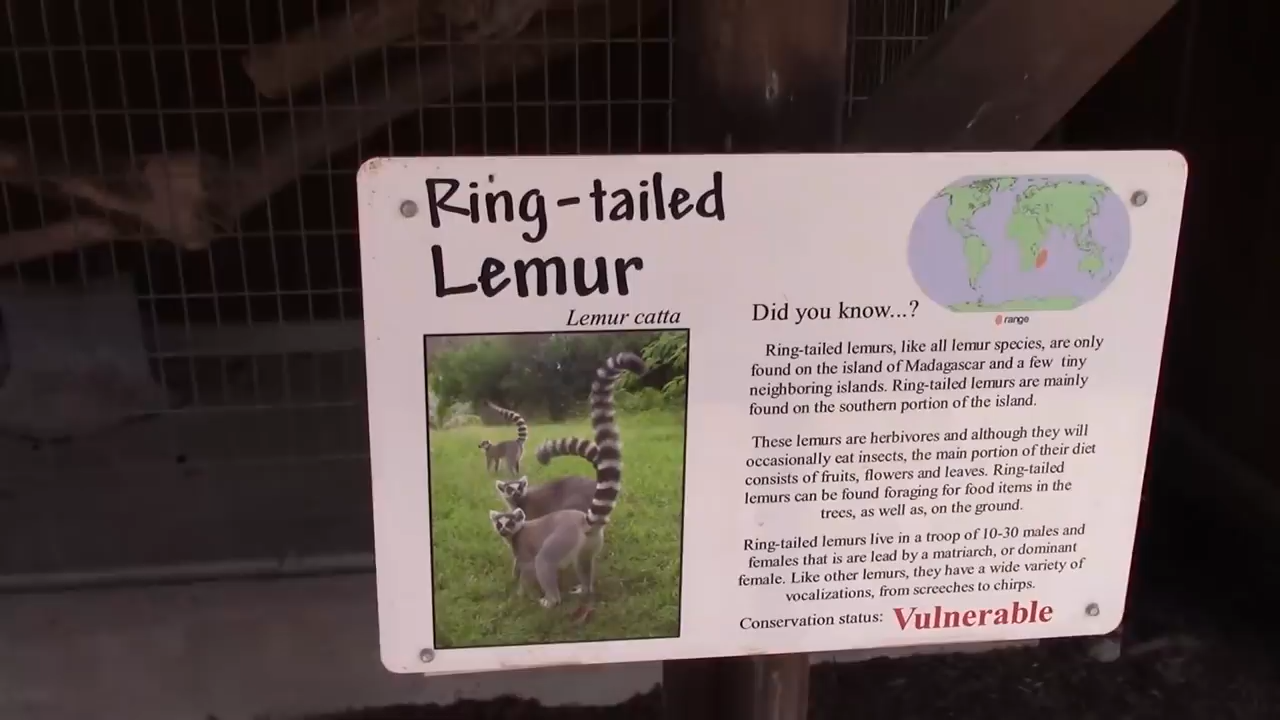 Ring-tailed
Lemur
Lemur catta
range
Did you know...?
Ring-tailed lemurs, like all lemur species, are only
found on the island of Madagascar and a few tiny
neighboring islands. Ring-tailed lemurs are mainly
found on the southern portion of the island.
These lemurs are herbivores and although they will
occasionally eat insects, the main portion of their diet
consists of fruits, flowers and leaves. Ring-tailed
lemurs can be found foraging for food items in the
trees, as well as, on the ground.
Ring-tailed lemurs live in a troop of 10-30 males and
females that is are lead by a matriarch, or dominant
female. Like other lemurs, they have a wide variety of
vocalizations, from screeches to chirps.
Conservation status: Vulnerable